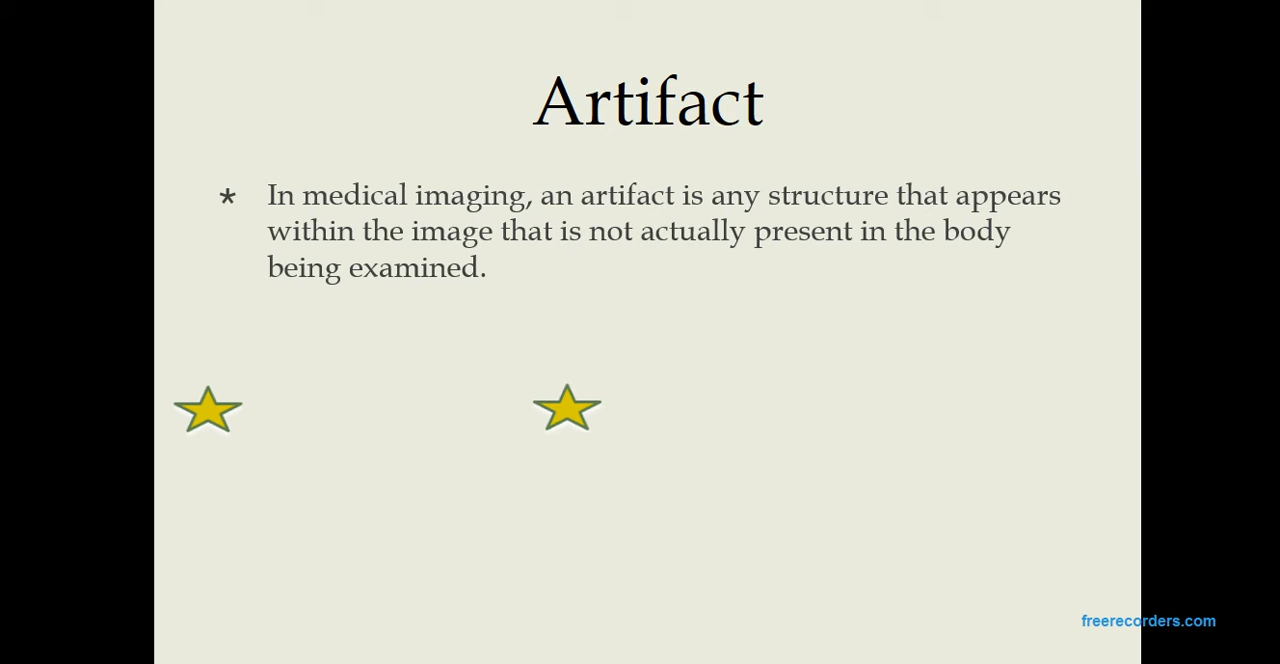 Artifact
* In medical imaging, an artifact is any structure that appears
within the image that is not actually present in the body
being examined.
freerecorders.com